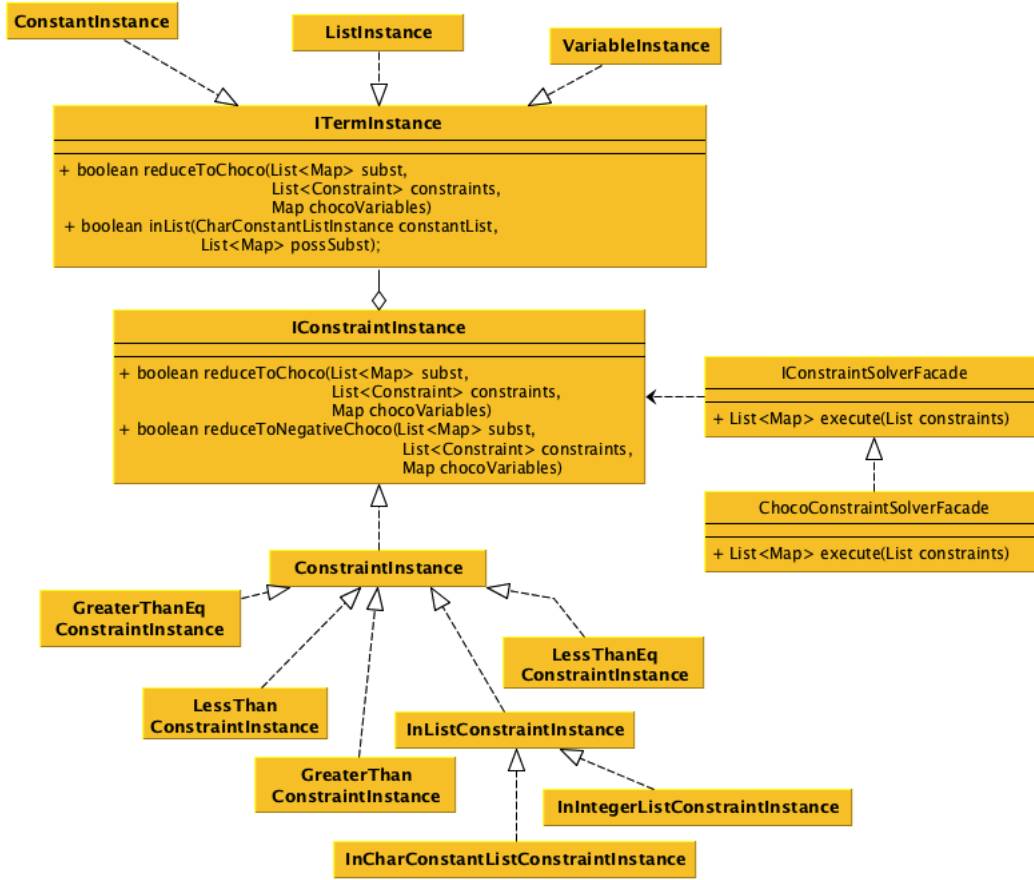 ConstantInstance
ListInstance
VariableInstance
ITermInstance
+ boolean reduceToChoco(List<Map> subst,
List<Constraint> constraints,
Map chocoVariables)
+ boolean inList(CharConstantListInstance constantList,
List<Map> possSubst);
IConstraintInstance
+ boolean reduceToChoco(List<Map> subst,
List<Constraint> constraints,
Map chocoVariables)
+ boolean reduceToNegativeChoco(List<Map> subst,
List<Constraint> constraints,
Map chocoVariables)
IConstraintSolverFacade
+ List<Map> execute(List constraints)
ChocoConstraintSolverFacade
+ List<Map> execute(List constraints)
ConstraintInstance
GreaterThanEq
ConstraintInstance
LessThanEq
ConstraintInstance
LessThan
ConstraintInstance
InListConstraintInstance
GreaterThan
ConstraintInstance
InIntegerListConstraintInstance
InCharConstantListConstraintInstance